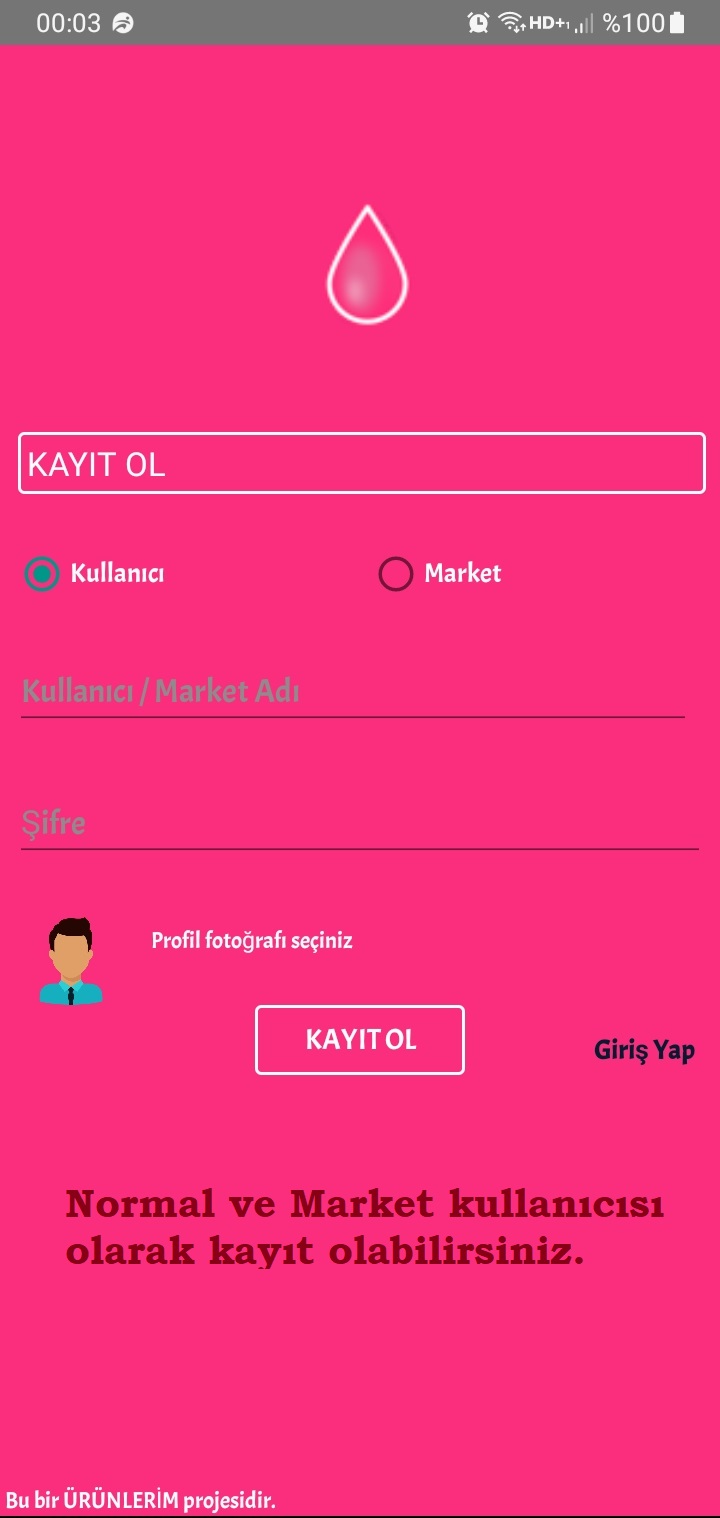 00:03 HD+1 %100
KAYIT OL
Kullanıcı Market
Kullanıcı / Market Adı
Şifre
Profil fotoğrafı seçiniz
KAYIT OL
Giriş Yap
Normal ve Market kullanıcısı
olarak kayıt olabilirsiniz.
Bu bir ÜRÜNLERİM projesidir.